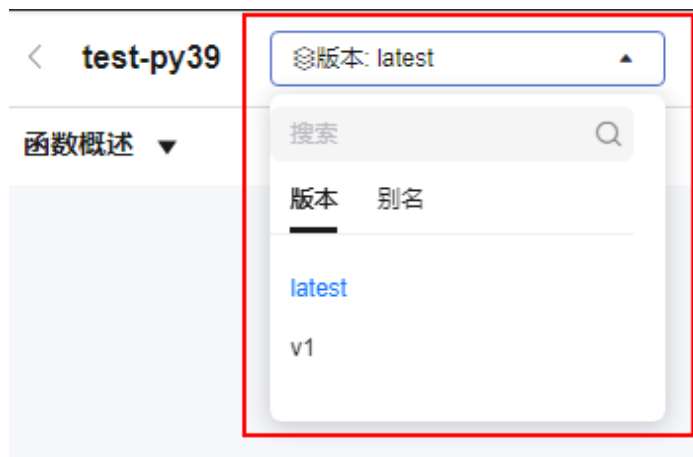 test-py39
版本: latest
函数概述
搜索
版本 别名
latest
v1